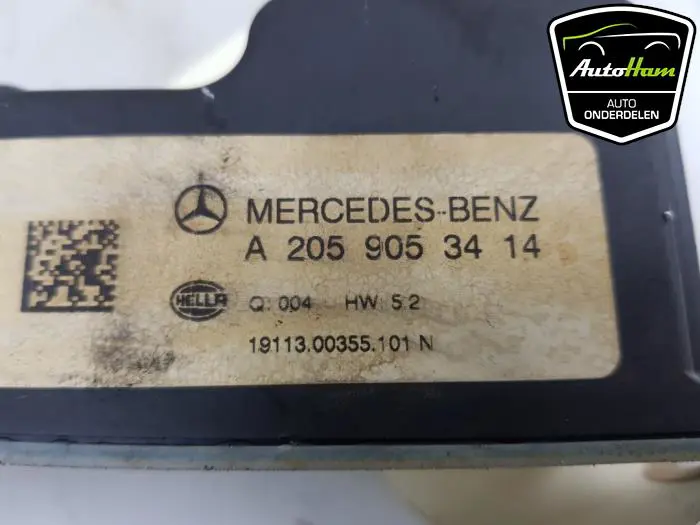 AutoHam
AUTO
ONDERDELEN
MERCEDES-BENZ
A 205 905 34 14
HELLA
Q: 004 HW: 5.2
19113.00355.101 N